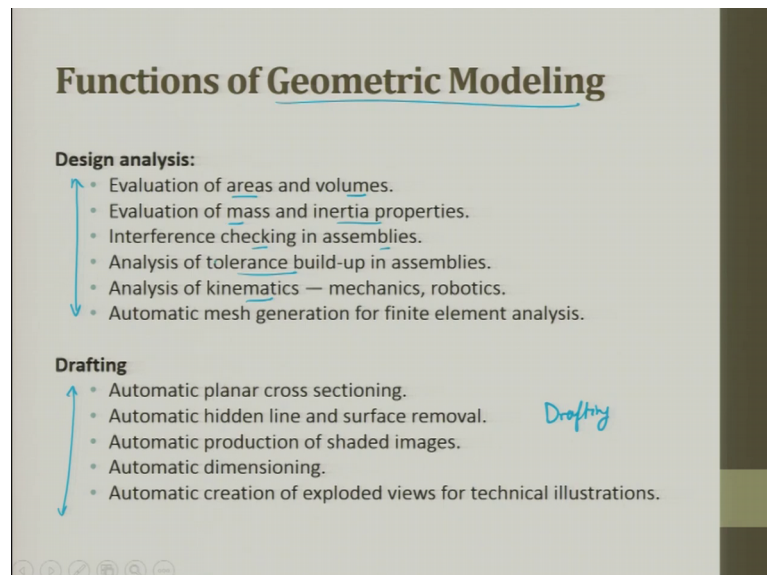 Functions of Geometric Modeling
Design analysis:
• Evaluation of areas and volumes.
• Evaluation of mass and inertia properties.
• Interference checking in assemblies.
• Analysis of tolerance build-up in assemblies.
• Analysis of kinematics — mechanics, robotics.
• Automatic mesh generation for finite element analysis.
Drafting
• Automatic planar cross sectioning.
• Automatic hidden line and surface removal. Drafting
• Automatic production of shaded images.
• Automatic dimensioning.
• Automatic creation of exploded views for technical illustrations.